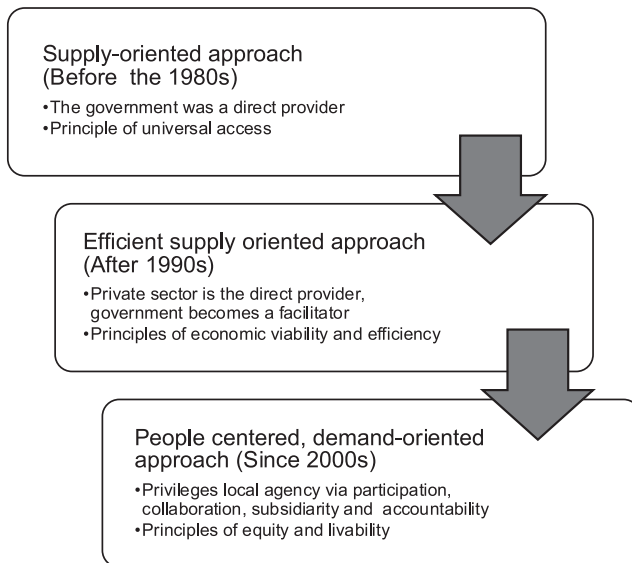 Supply-oriented approach
(Before the 1980s)
•The government was a direct provider
•Principle of universal access
Efficient supply oriented approach
(After 1990s)
•Private sector is the direct provider,
government becomes a facilitator
•Principles of economic viability and efficiency
People centered, demand-oriented
approach (Since 2000s)
•Privileges local agency via participation,
collaboration, subsidiarity and accountability
•Principles of equity and livability